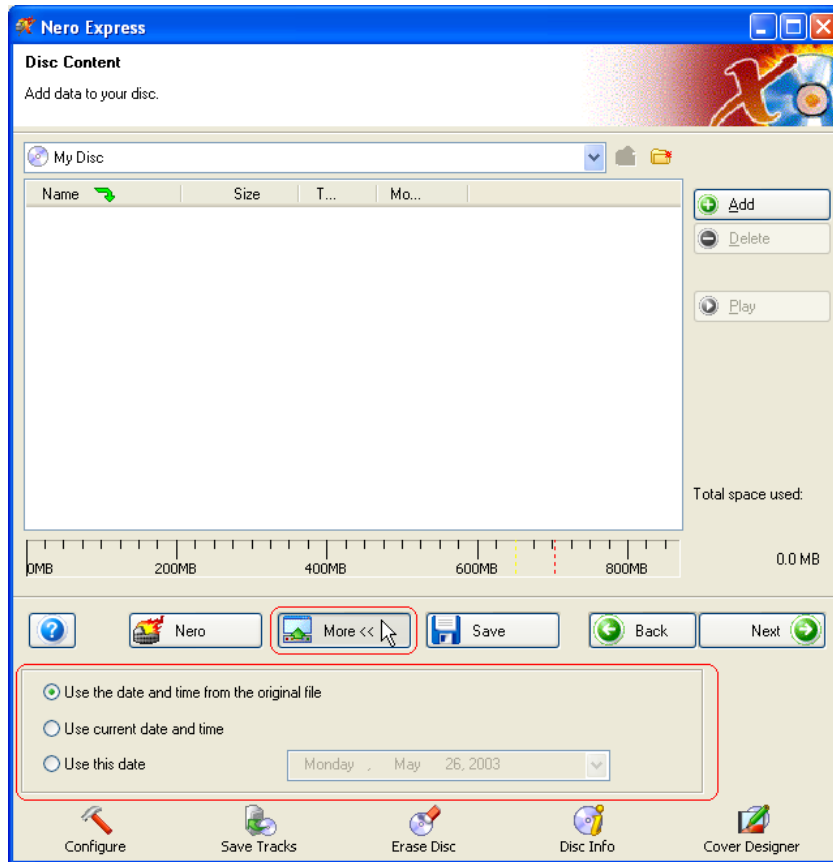 Nero Express
Disc Content
Add data to your disc.
My Disc
Name Size T... Mo...
Add
Delete
Play
Total space used:
0MB 200MB 400MB 600MB 800MB
0.0 MB
Nero More << Save Back Next
Use the date and time from the original file
Use current date and time
Use this date Monday , May 26, 2003
Configure Save Tracks Erase Disc Disc Info Cover Designer